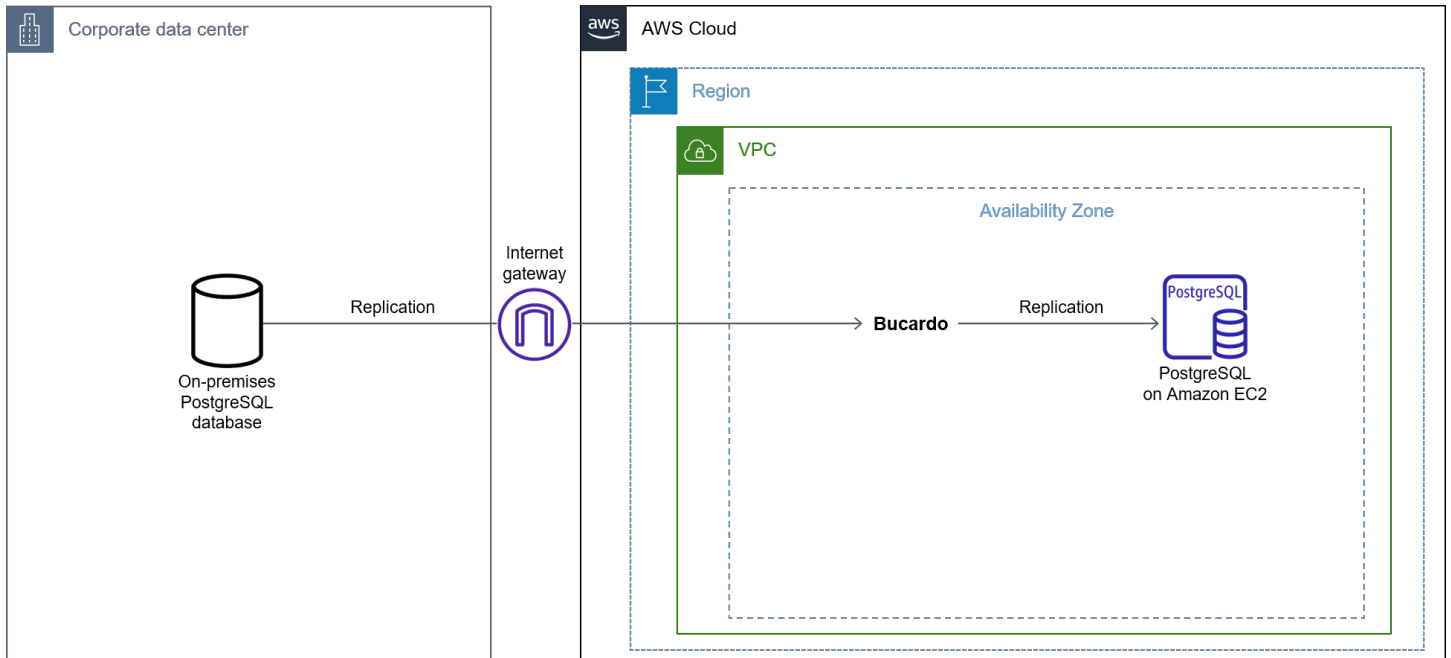 Corporate data center
aws
AWS Cloud
Region
VPC
Availability Zone
Internet
gateway
Replication
Bucardo
Replication
PostgreSQL
On-premises
PostgreSQL
database
PostgreSQL
on Amazon EC2